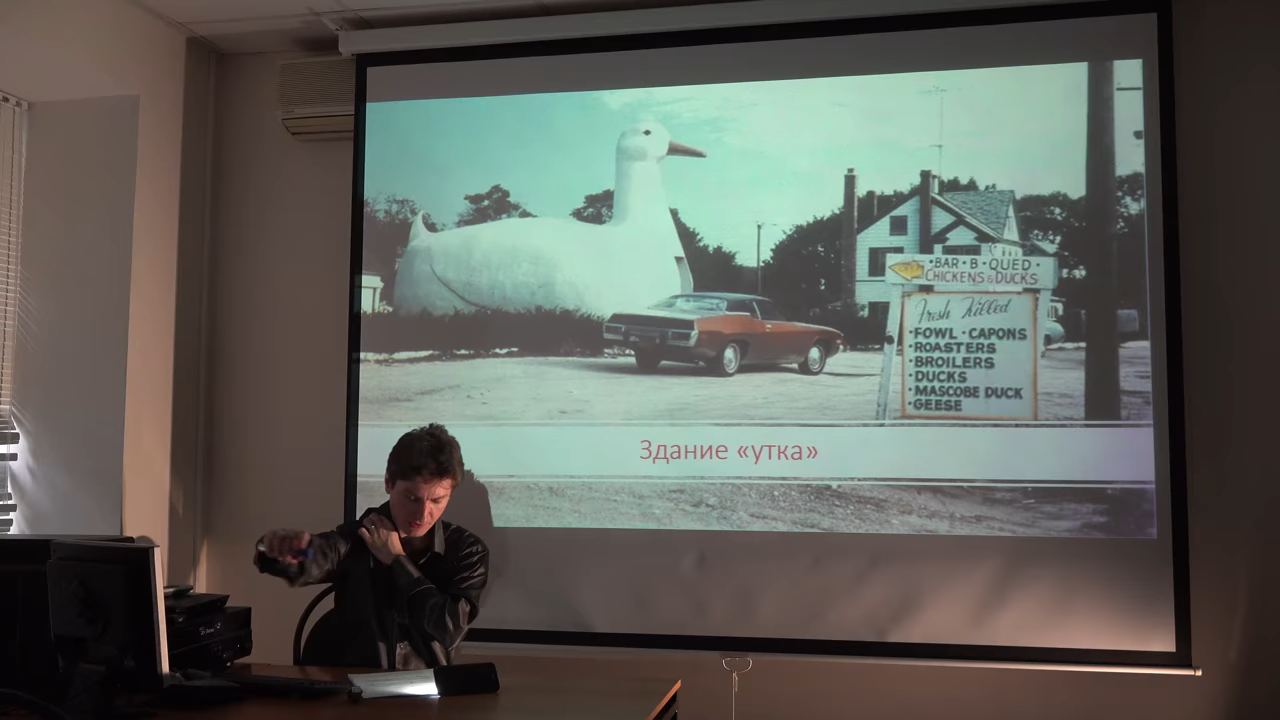 •BAR•B•QUED•
CHICKENS & DUCKS
Fresh Killed
•FOWL•CAPONS
•ROASTERS
•BROILERS
•DUCKS
•MASCOBE DUCK
•GEESE
Здание «утка»